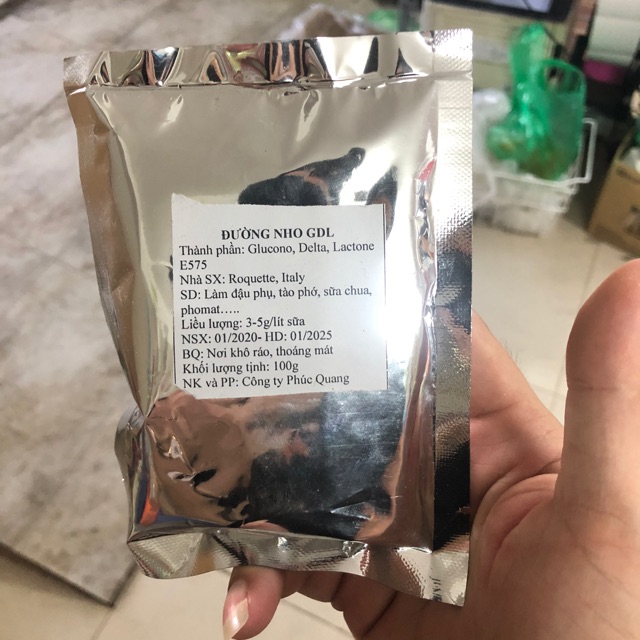 ĐƯỜNG NHO GDL
Thành phần: Glucono, Delta, Lactone
E575
Nhà SX: Roquette, Italy
SD: Làm đậu phụ, tào phớ, sữa chua,
phomat…..
Liều lượng: 3-5g/lít sữa
NSX: 01/2020- HD: 01/2025
BQ: Nơi khô ráo, thoáng mát
Khối lượng tịnh: 100g
NK và PP: Công ty Phúc Quang